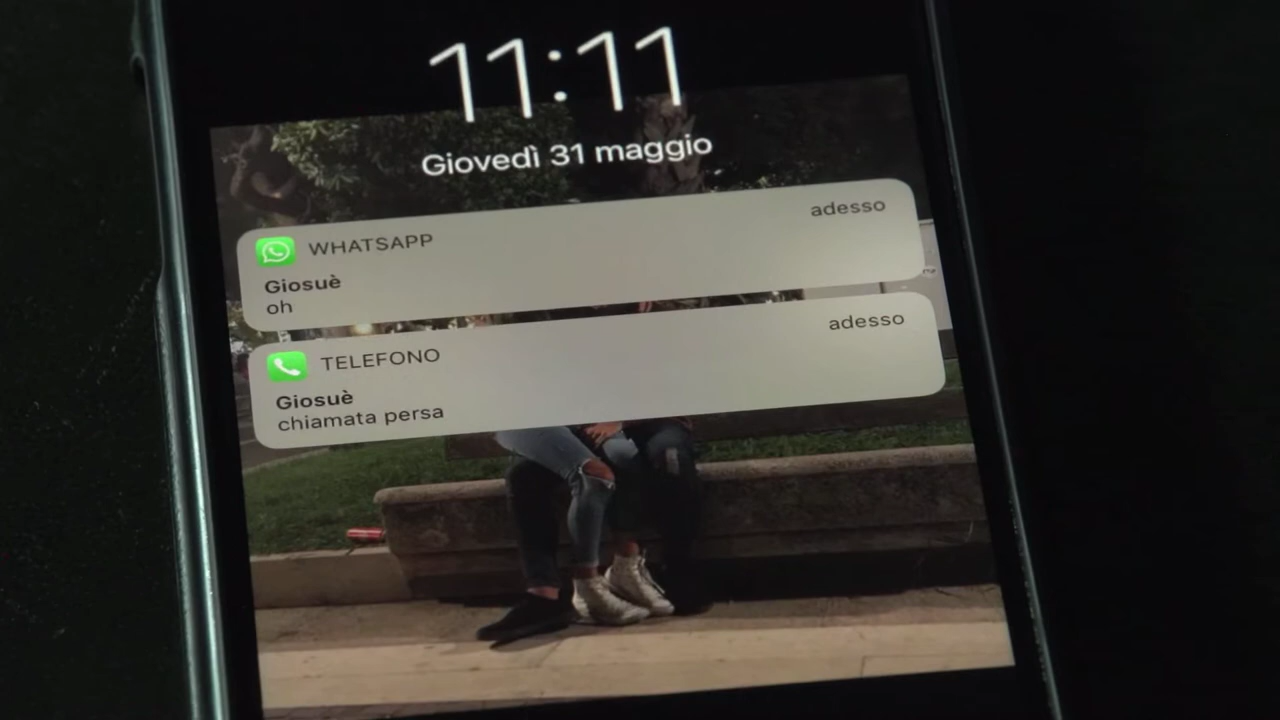 11:11
Giovedì 31 maggio
WHATSAPP
adesso
Giosuè
oh
TELEFONO
adesso
Giosuè
chiamata persa